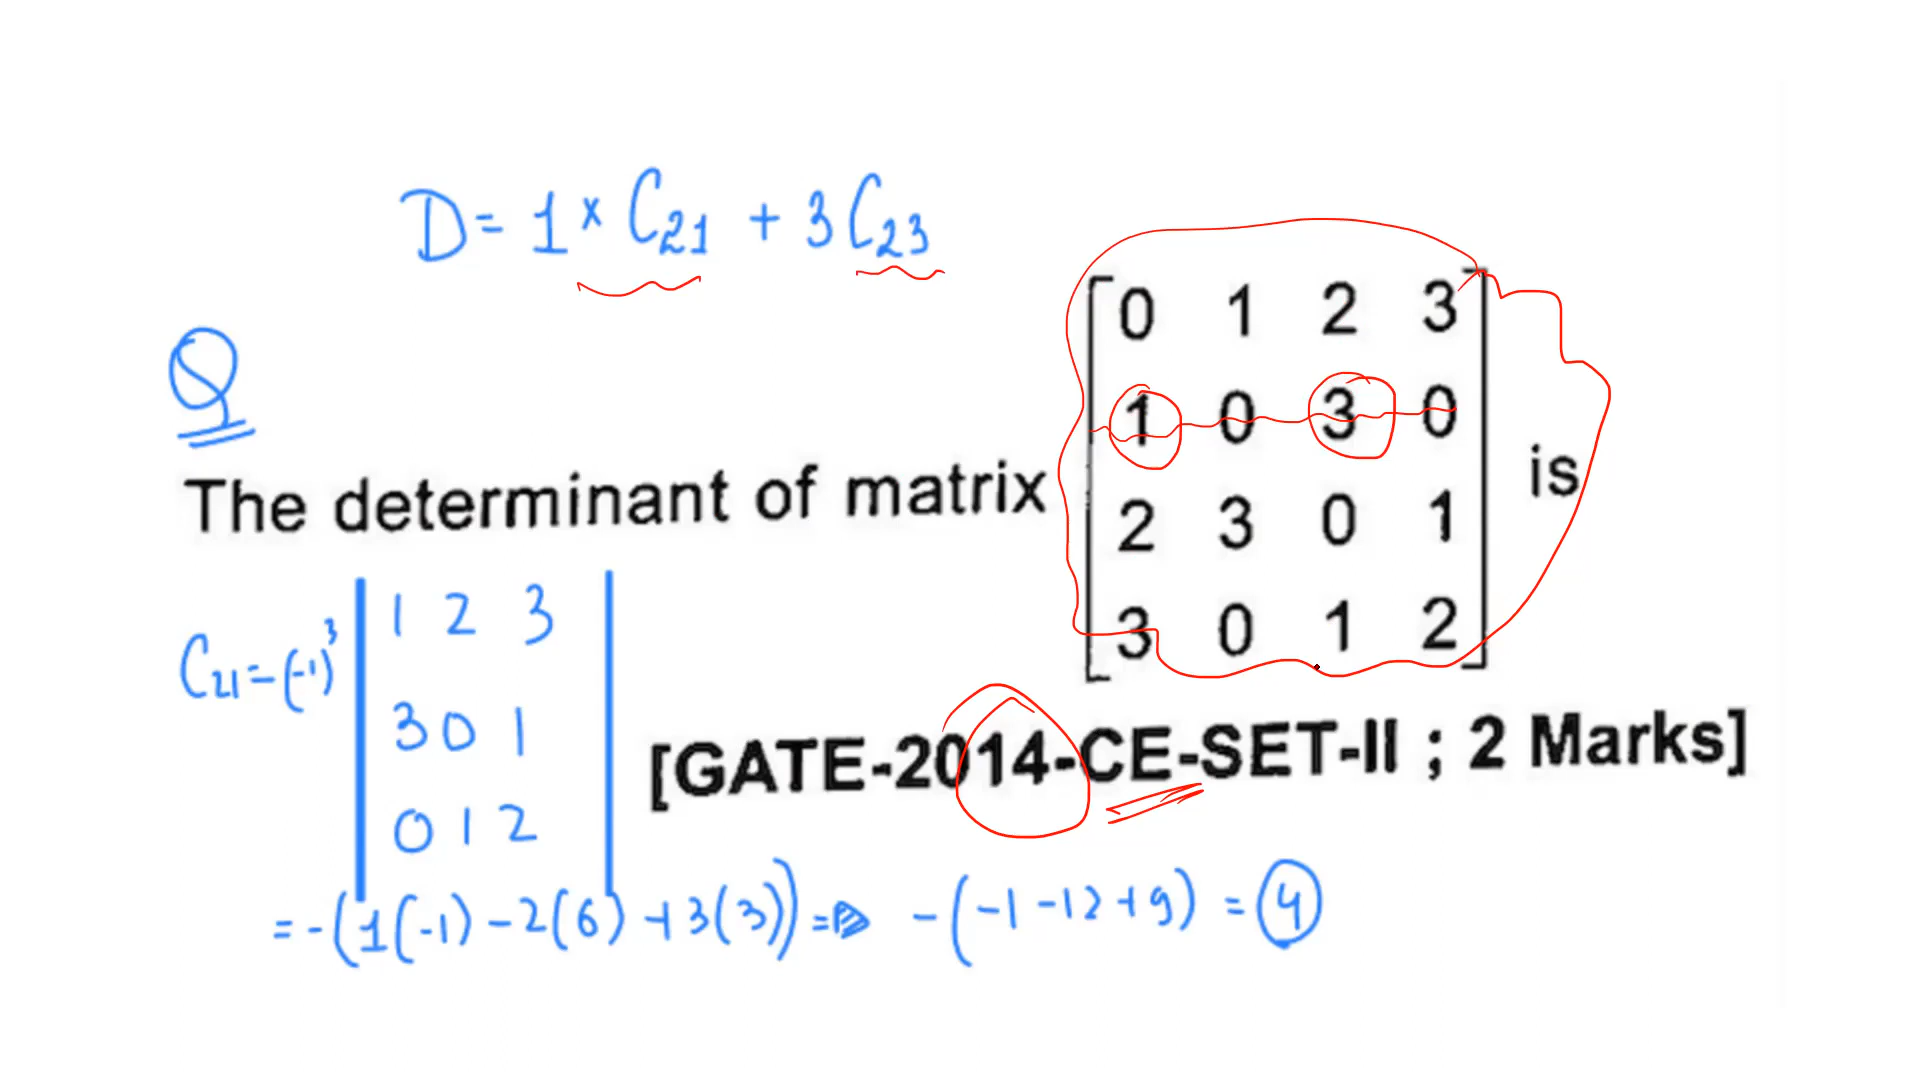 D = 1 × C₂₁ + 3 C₂₃
Q
The determinant of matrix
0 1 2 3
1 0 3 0
2 3 0 1
3 0 1 2
is
[GATE-2014-CE-SET-II ; 2 Marks]
C₂₁ = (-1)³
1 2 3
3 0 1
0 1 2
= - (1(-1) - 2(6) + 3(3)) = - (-1 - 12 + 9) = 4